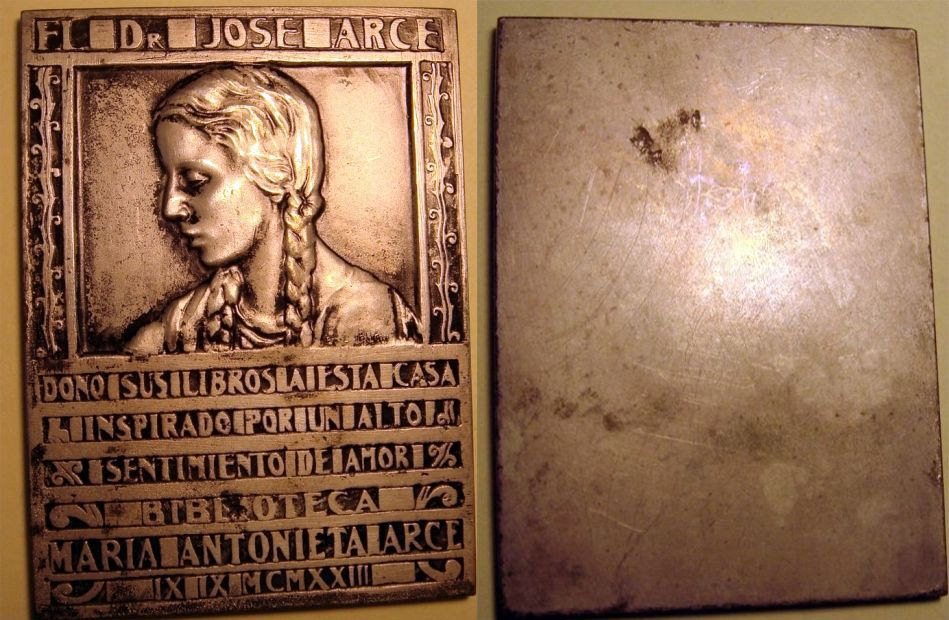 EL Dr JOSE ARCE
DONO SUS LIBROS A ESTA CASA
INSPIRADO POR UN ALTO
SENTIMIENTO DE AMOR
BIBLIOTECA
MARIA ANTONIETA ARCE
IX IX MCMXXIII